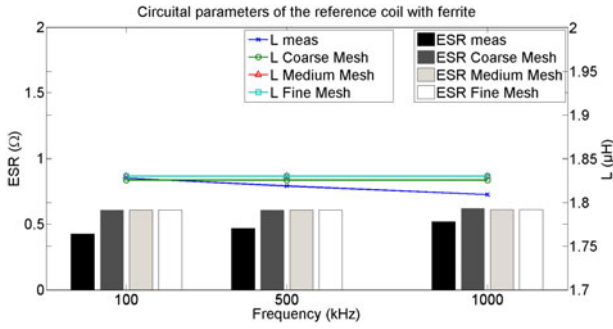 Circuital parameters of the reference coil with ferrite
L meas
L Coarse Mesh
L Medium Mesh
L Fine Mesh
ESR meas
ESR Coarse Mesh
ESR Medium Mesh
ESR Fine Mesh
ESR (Ω)
2
1.5
1
0.5
0
L (μH)
2
1.95
1.9
1.85
1.8
1.75
1.7
100
500
1000
Frequency (kHz)